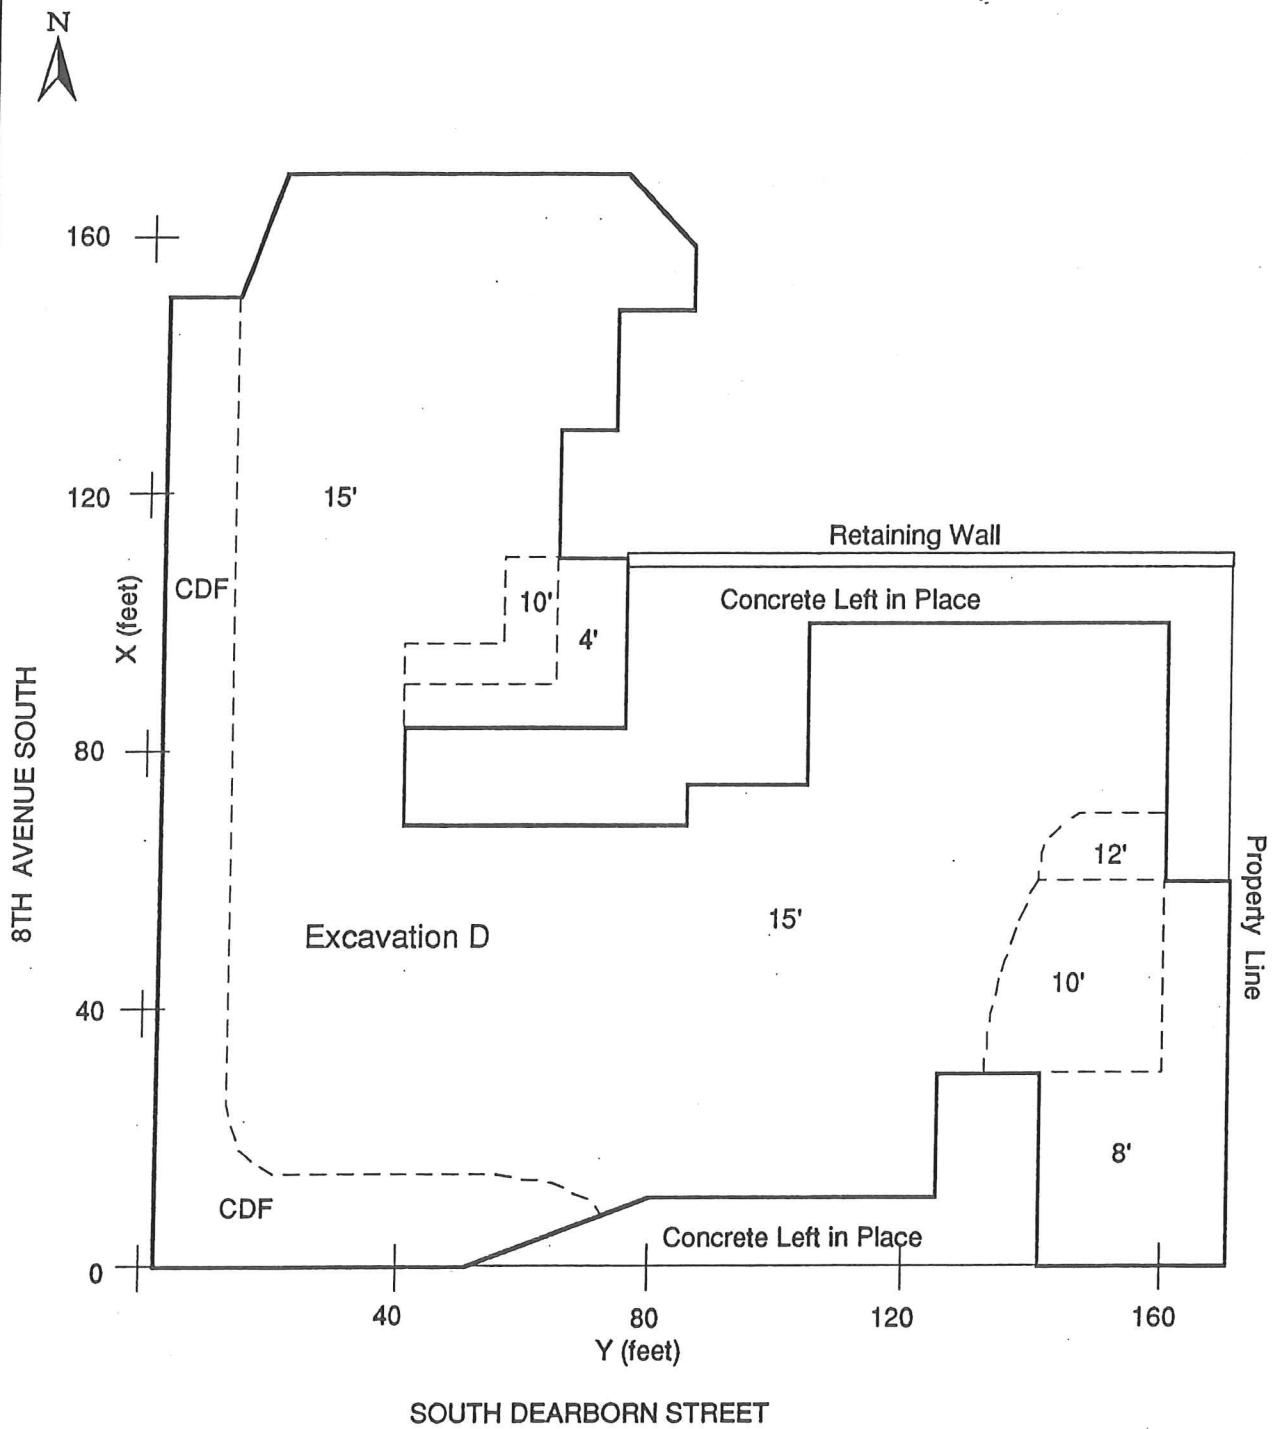 N
160
120
15'
Retaining Wall
CDF
10'
Concrete Left in Place
4'
X (feet)
8TH AVENUE SOUTH
80
12'
Property Line
15'
Excavation D
10'
40
8'
CDF
Concrete Left in Place
0
40
80
120
160
Y (feet)
SOUTH DEARBORN STREET